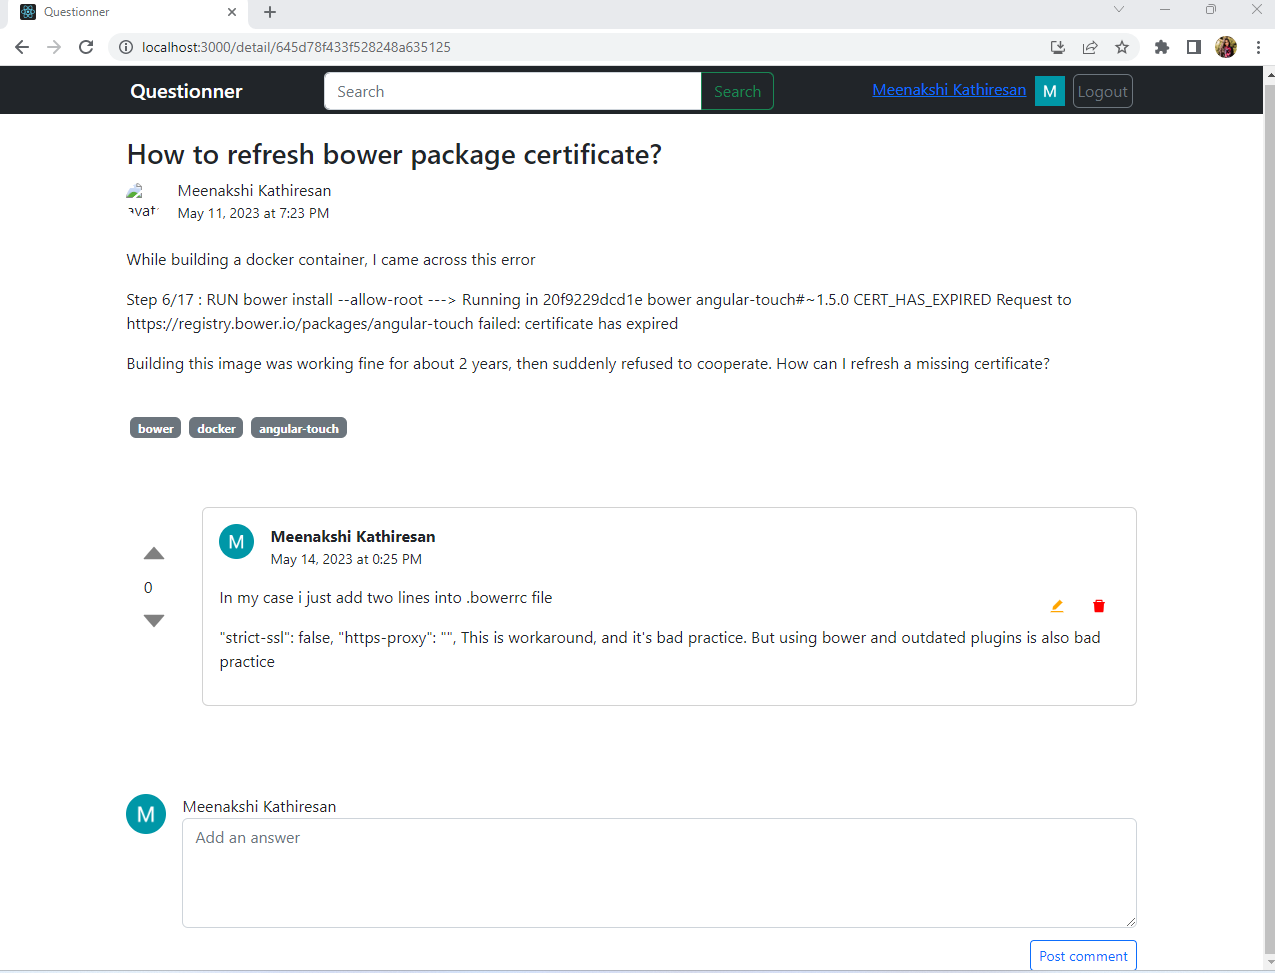 Questionner
localhost:3000/detail/645d78f433f528248a635125
Questionner
Search
Search
Meenakshi Kathiresan
M
Logout
How to refresh bower package certificate?
Meenakshi Kathiresan
May 11, 2023 at 7:23 PM
While building a docker container, I came across this error
Step 6/17 : RUN bower install --allow-root ---> Running in 20f9229dcd1e bower angular-touch#~1.5.0 CERT_HAS_EXPIRED Request to
https://registry.bower.io/packages/angular-touch failed: certificate has expired
Building this image was working fine for about 2 years, then suddenly refused to cooperate. How can I refresh a missing certificate?
bower
docker
angular-touch
M
Meenakshi Kathiresan
May 14, 2023 at 0:25 PM
0
In my case i just add two lines into .bowerrc file
"strict-ssl": false, "https-proxy": "", This is workaround, and it's bad practice. But using bower and outdated plugins is also bad
practice
M
Meenakshi Kathiresan
Add an answer
Post comment